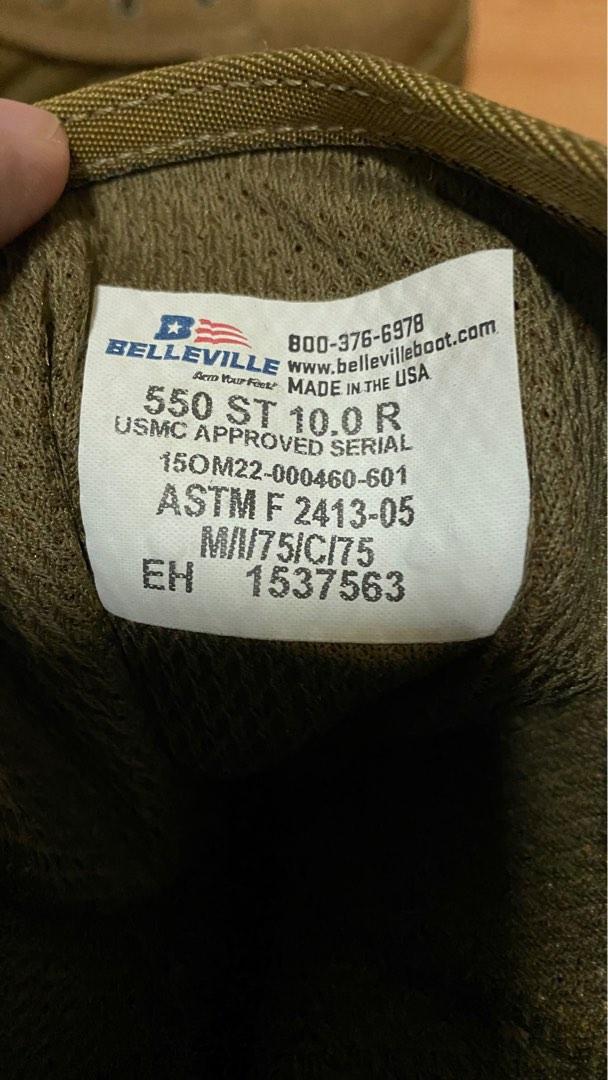 B
BELLEVILLE
Arm Your Feet!
800-376-6978
www.bellevilleboot.com
MADE IN THE USA
550 ST 10.0 R
USMC APPROVED SERIAL
15OM22-000460-601
ASTM F 2413-05
M/I/75/C/75
EH 1537563